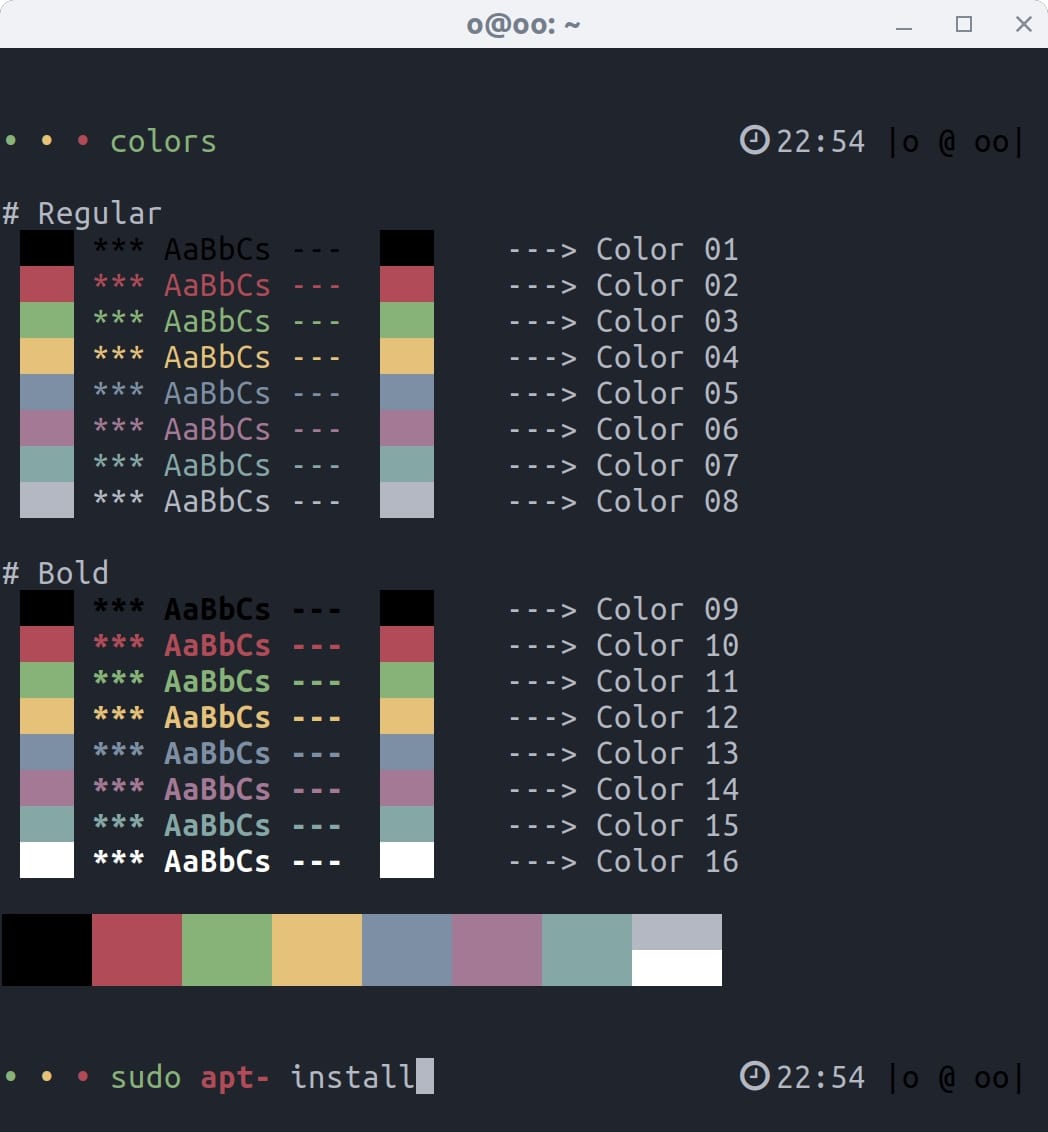 o@oo: ~
• • • colors 22:54 |o @ oo|
# Regular
*** AaBbCs --- ---> Color 01
*** AaBbCs --- ---> Color 02
*** AaBbCs --- ---> Color 03
*** AaBbCs --- ---> Color 04
*** AaBbCs --- ---> Color 05
*** AaBbCs --- ---> Color 06
*** AaBbCs --- ---> Color 07
*** AaBbCs --- ---> Color 08
# Bold
*** AaBbCs --- ---> Color 09
*** AaBbCs --- ---> Color 10
*** AaBbCs --- ---> Color 11
*** AaBbCs --- ---> Color 12
*** AaBbCs --- ---> Color 13
*** AaBbCs --- ---> Color 14
*** AaBbCs --- ---> Color 15
*** AaBbCs --- ---> Color 16
• • • sudo apt- install 22:54 |o @ oo|